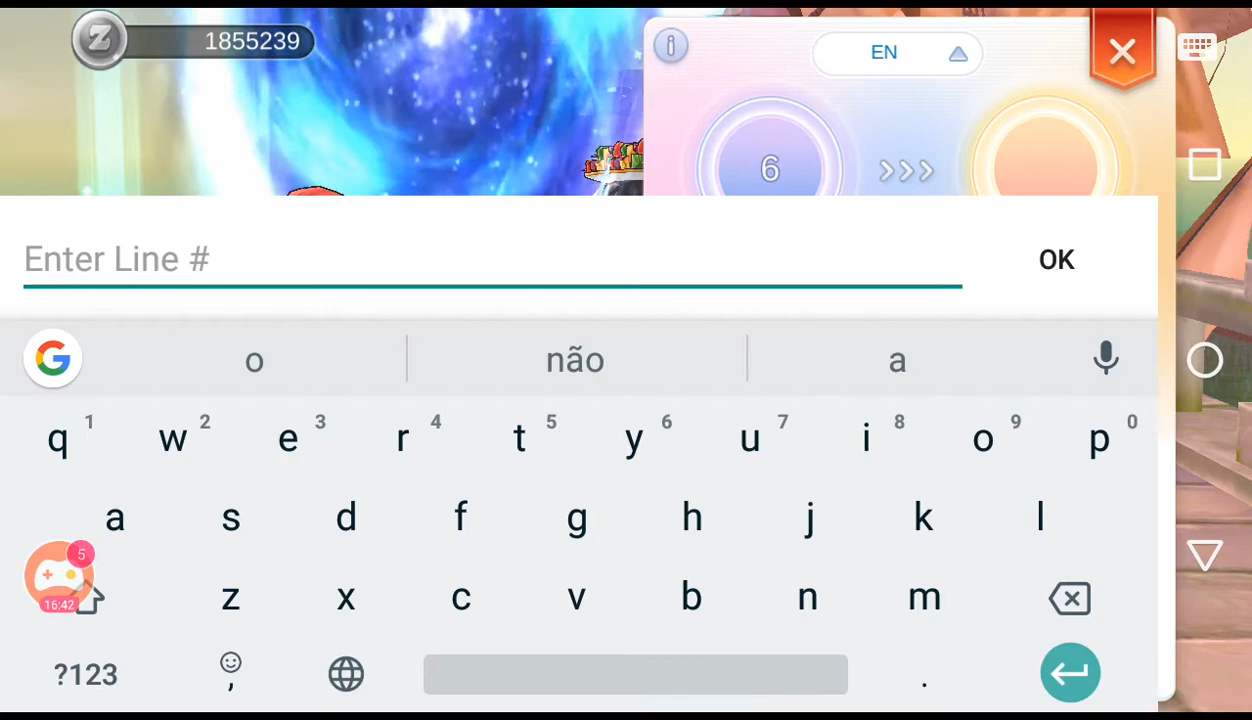 Z 1855239
i EN X
6 >>>
Enter Line # OK
G o não a
q 1 w 2 e 3 r 4 t 5 y 6 u 7 i 8 o 9 p 0
a s d f g h j k l
5
16:42 z x c v b n m
?123 , .